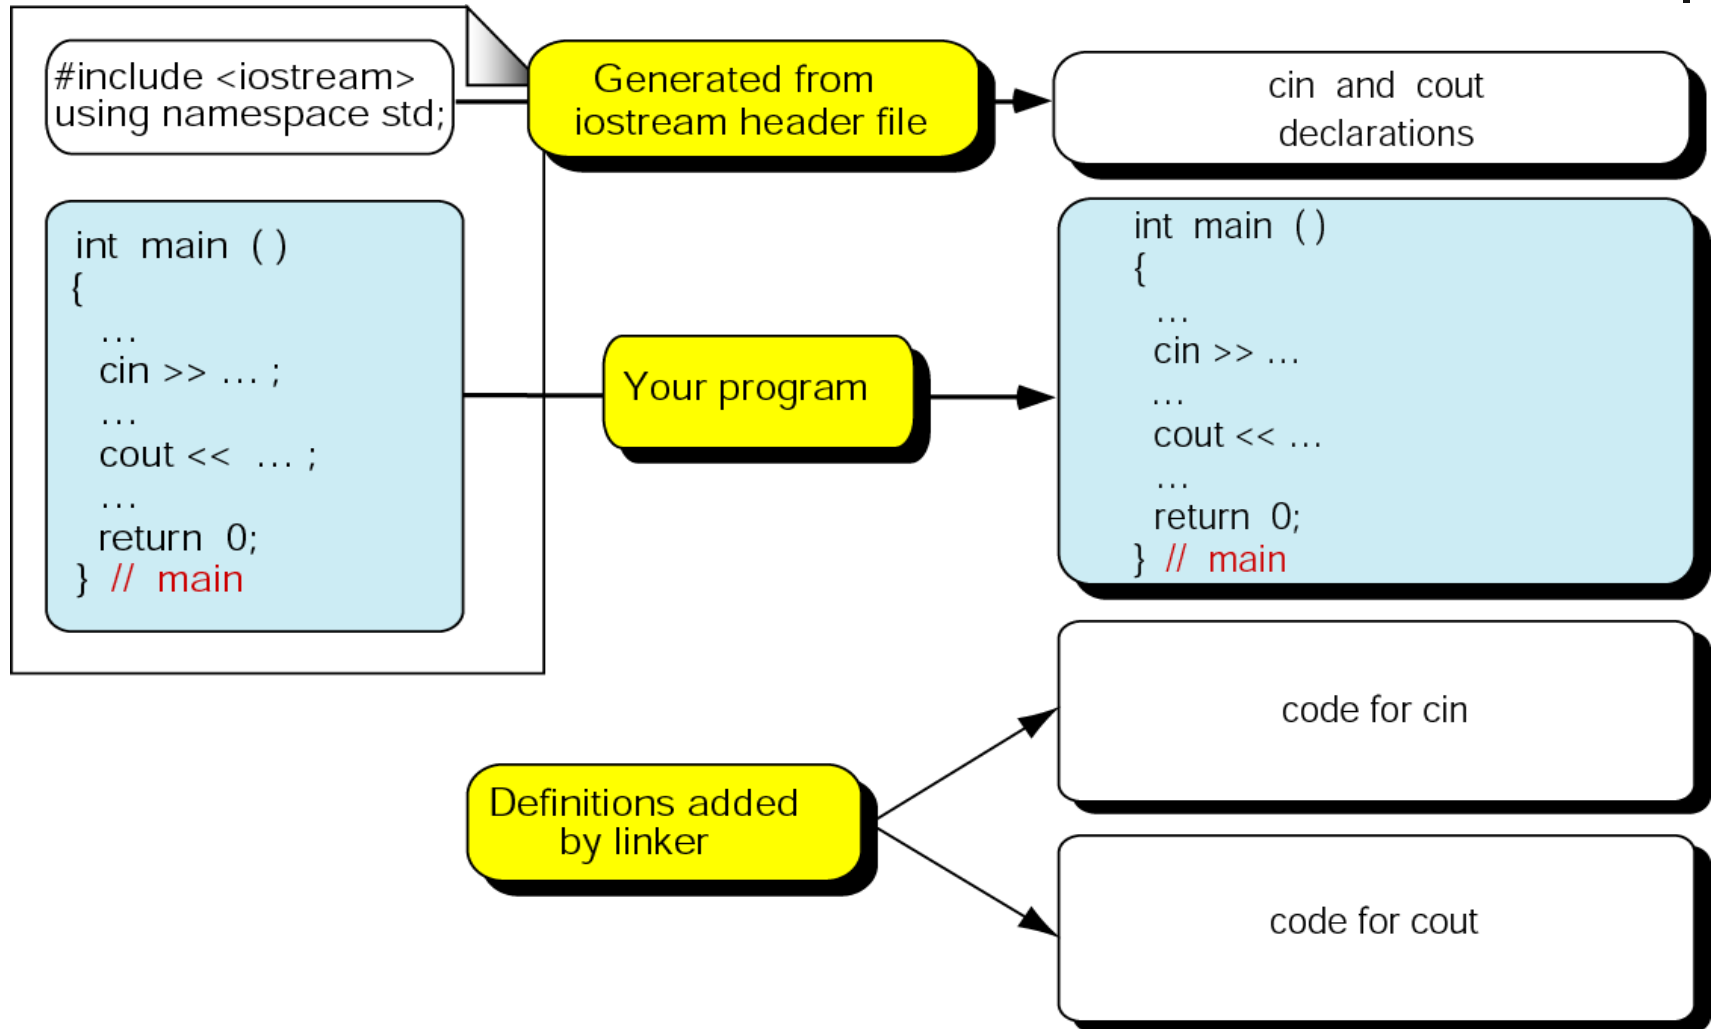 #include <iostream>
using namespace std;
Generated from
iostream header file
cin and cout
declarations
int main ( )
{
...
cin >> ... ;
...
cout << ... ;
...
return 0;
} // main
Your program
int main ( )
{
...
cin >> ...
...
cout << ...
...
return 0;
} // main
Definitions added
by linker
code for cin
code for cout